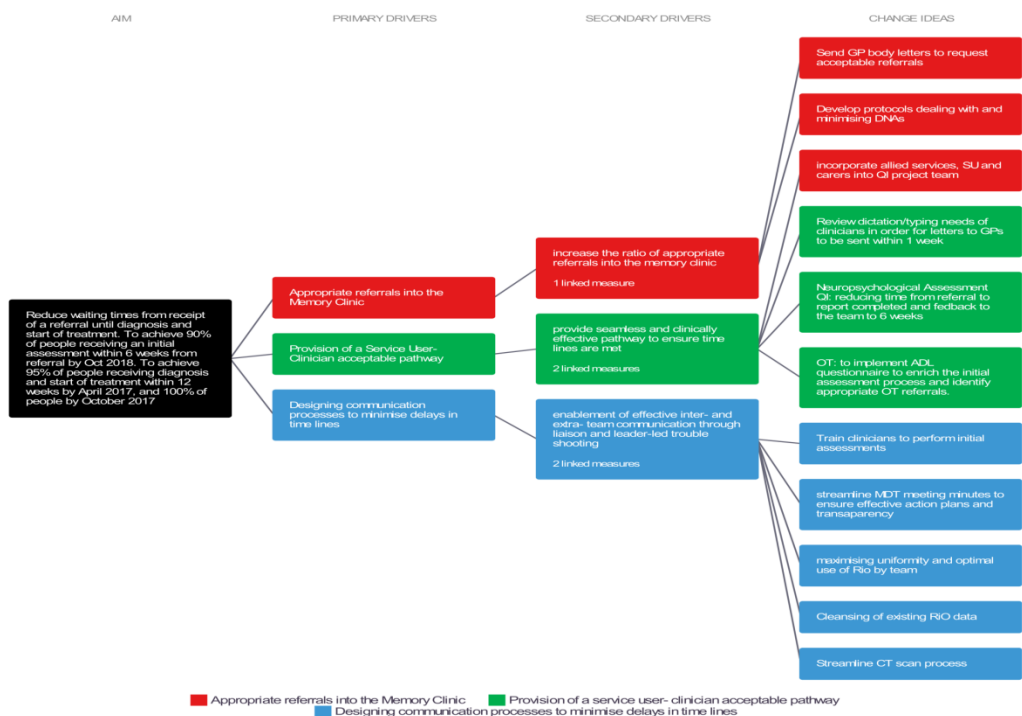 AIM
PRIMARY DRIVERS
SECONDARY DRIVERS
CHANGE IDEAS
Reduce waiting times from receipt
of a referral until diagnosis and
start of treatment. To achieve 90%
of people receiving an initial
assessment within 6 weeks from
referral by Oct 2018. To achieve
95% of people receiving diagnosis
and start of treatment within 12
weeks by April 2017, and 100% of
people by October 2017
Appropriate referrals into the
Memory Clinic
Provision of a Service User-
Clinician acceptable pathway
Designing communication
processes to minimise delays in
time lines
increase the ratio of appropriate
referrals into the memory clinic
1 linked measure
provide seamless and clinically
effective pathway to ensure time
lines are met
2 linked measures
enablement of effective inter- and
extra- team communication through
liaison and leader-led trouble
shooting
2 linked measures
Send GP body letters to request
acceptable referrals
Develop protocols dealing with and
minimising DNAs
incorporate allied services, SU and
carers into QI project team
Review dictation/typing needs of
clinicians in order for letters to GPs
to be sent within 1 week
Neuropsychological Assessment
QI: reducing time from referral to
report completed and fedback to
the team to 6 weeks
OT: to implement ADL
questionnaire to enrich the initial
assessment process and identify
appropriate OT referrals.
Train clinicians to perform initial
assessments
streamline MDT meeting minutes to
ensure effective action plans and
transaparency
maximising uniformity and optimal
use of Rio by team
Cleansing of existing RiO data
Streamline CT scan process
Appropriate referrals into the Memory Clinic
Provision of a service user- clinician acceptable pathway
Designing communication processes to minimise delays in time lines